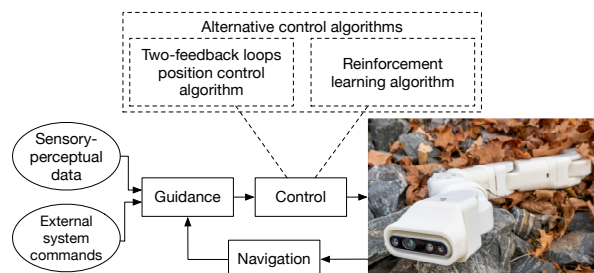 Alternative control algorithms
Two-feedback loops
position control
algorithm
Reinforcement
learning algorithm
Sensory-
perceptual
data
External
system
commands
Guidance
Control
Navigation